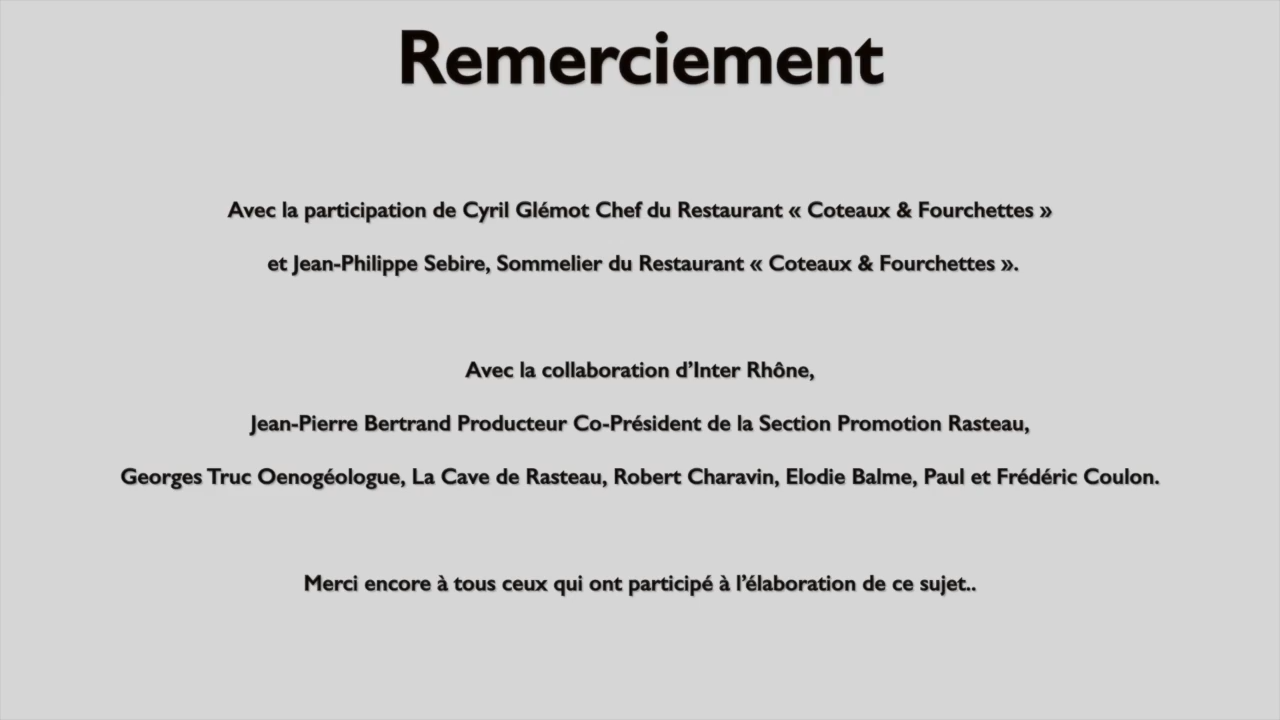 Remerciement
Avec la participation de Cyril Glémot Chef du Restaurant « Coteaux & Fourchettes »
et Jean-Philippe Sebire, Sommelier du Restaurant « Coteaux & Fourchettes ».
Avec la collaboration d’Inter Rhône,
Jean-Pierre Bertrand Producteur Co-Président de la Section Promotion Rasteau,
Georges Truc Oenogéologue, La Cave de Rasteau, Robert Charavin, Elodie Balme, Paul et Frédéric Coulon.
Merci encore à tous ceux qui ont participé à l’élaboration de ce sujet..